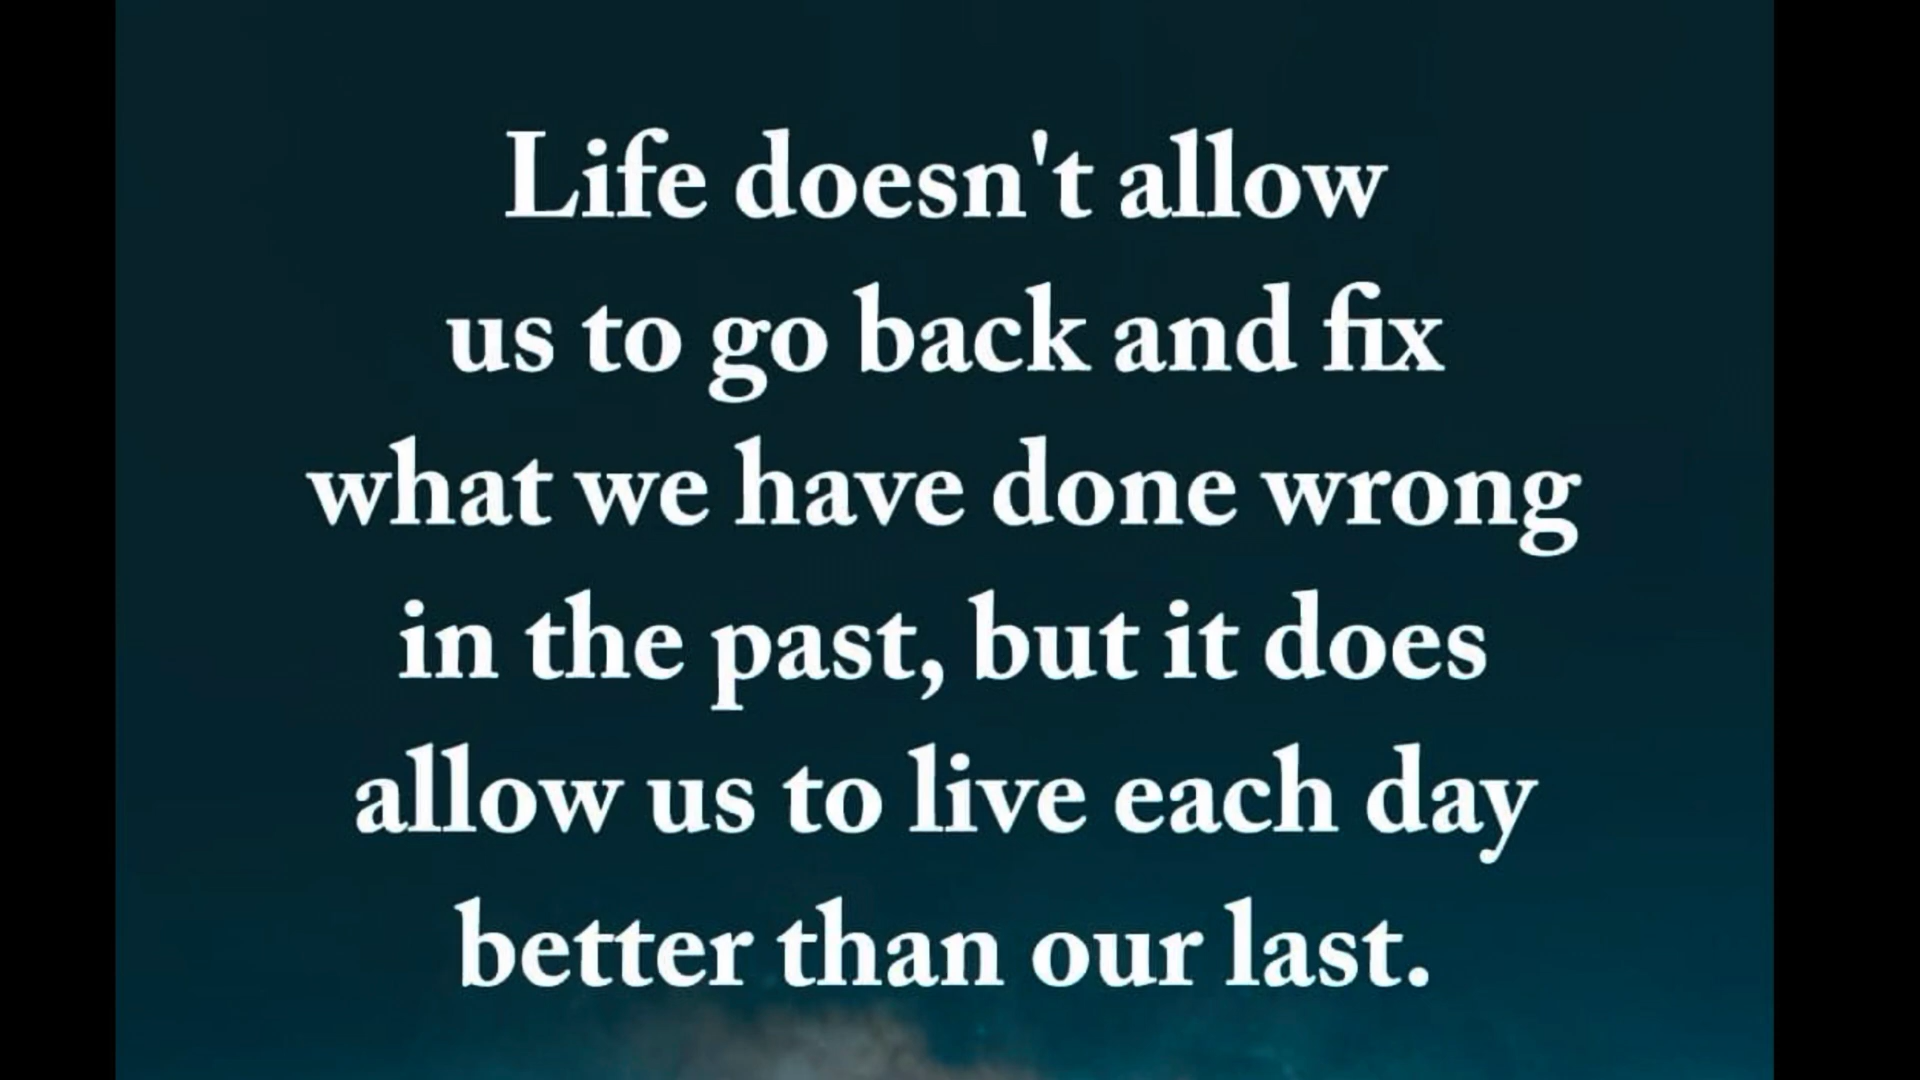 Life doesn't allow
us to go back and fix
what we have done wrong
in the past, but it does
allow us to live each day
better than our last.